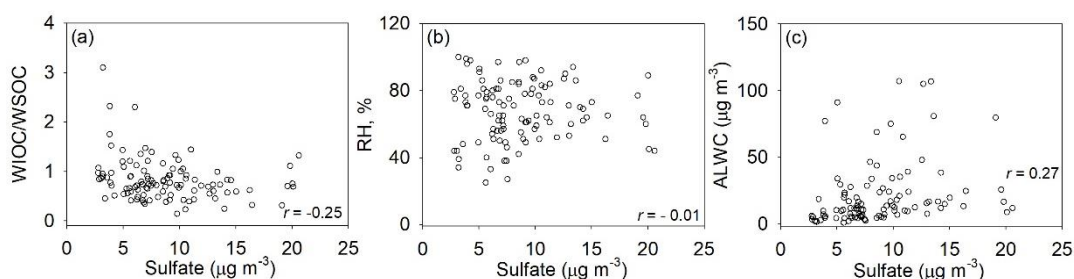 (a)
WIOC/WSOC
4
3
2
1
0
r = -0.25
0 5 10 15 20 25
Sulfate (μg m⁻³)
(b)
RH, %
120
80
40
0
r = - 0.01
0 5 10 15 20 25
Sulfate (μg m⁻³)
(c)
ALWC (μg m⁻³)
150
100
50
0
r = 0.27
0 5 10 15 20 25
Sulfate (μg m⁻³)